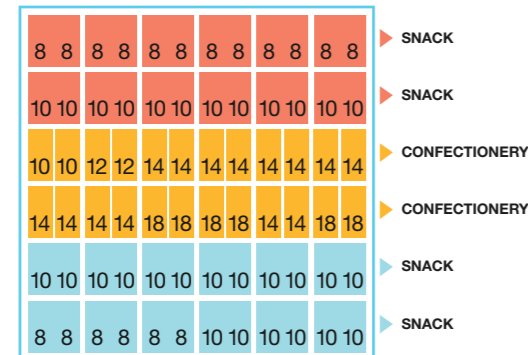 8 8 8 8 8 8 8 8 8 8 8 8 SNACK
10 10 10 10 10 10 10 10 10 10 10 10 SNACK
10 10 12 12 14 14 14 14 14 14 14 14 CONFECTIONERY
14 14 14 14 18 18 18 18 14 14 18 18 CONFECTIONERY
10 10 10 10 10 10 10 10 10 10 10 10 SNACK
8 8 8 8 8 8 10 10 10 10 10 10 SNACK